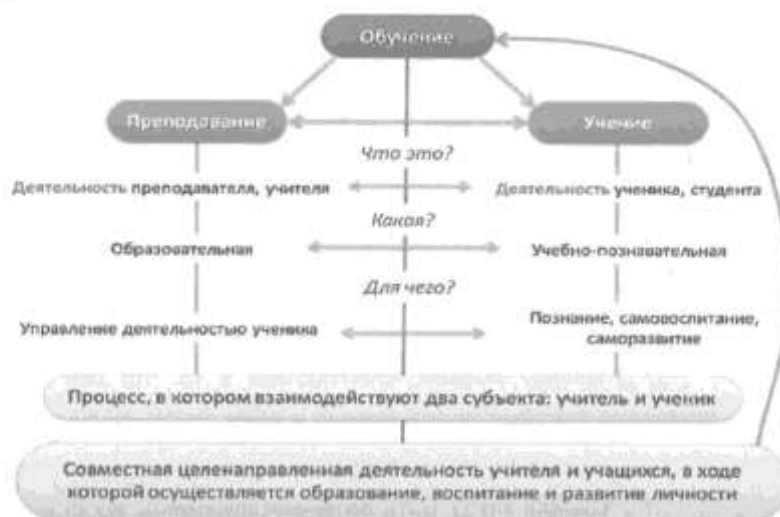 Обучение
Преподавание
Учение
Что это?
Деятельность преподавателя, учителя
Деятельность ученика, студента
Какая?
Образовательная
Учебно-познавательная
Для чего?
Управление деятельностью ученика
Познание, самовоспитание,
саморазвитие
Процесс, в котором взаимодействуют два субъекта: учитель и ученик
Совместная целенаправленная деятельность учителя и учащихся, в ходе
которой осуществляется образование, воспитание и развитие личности